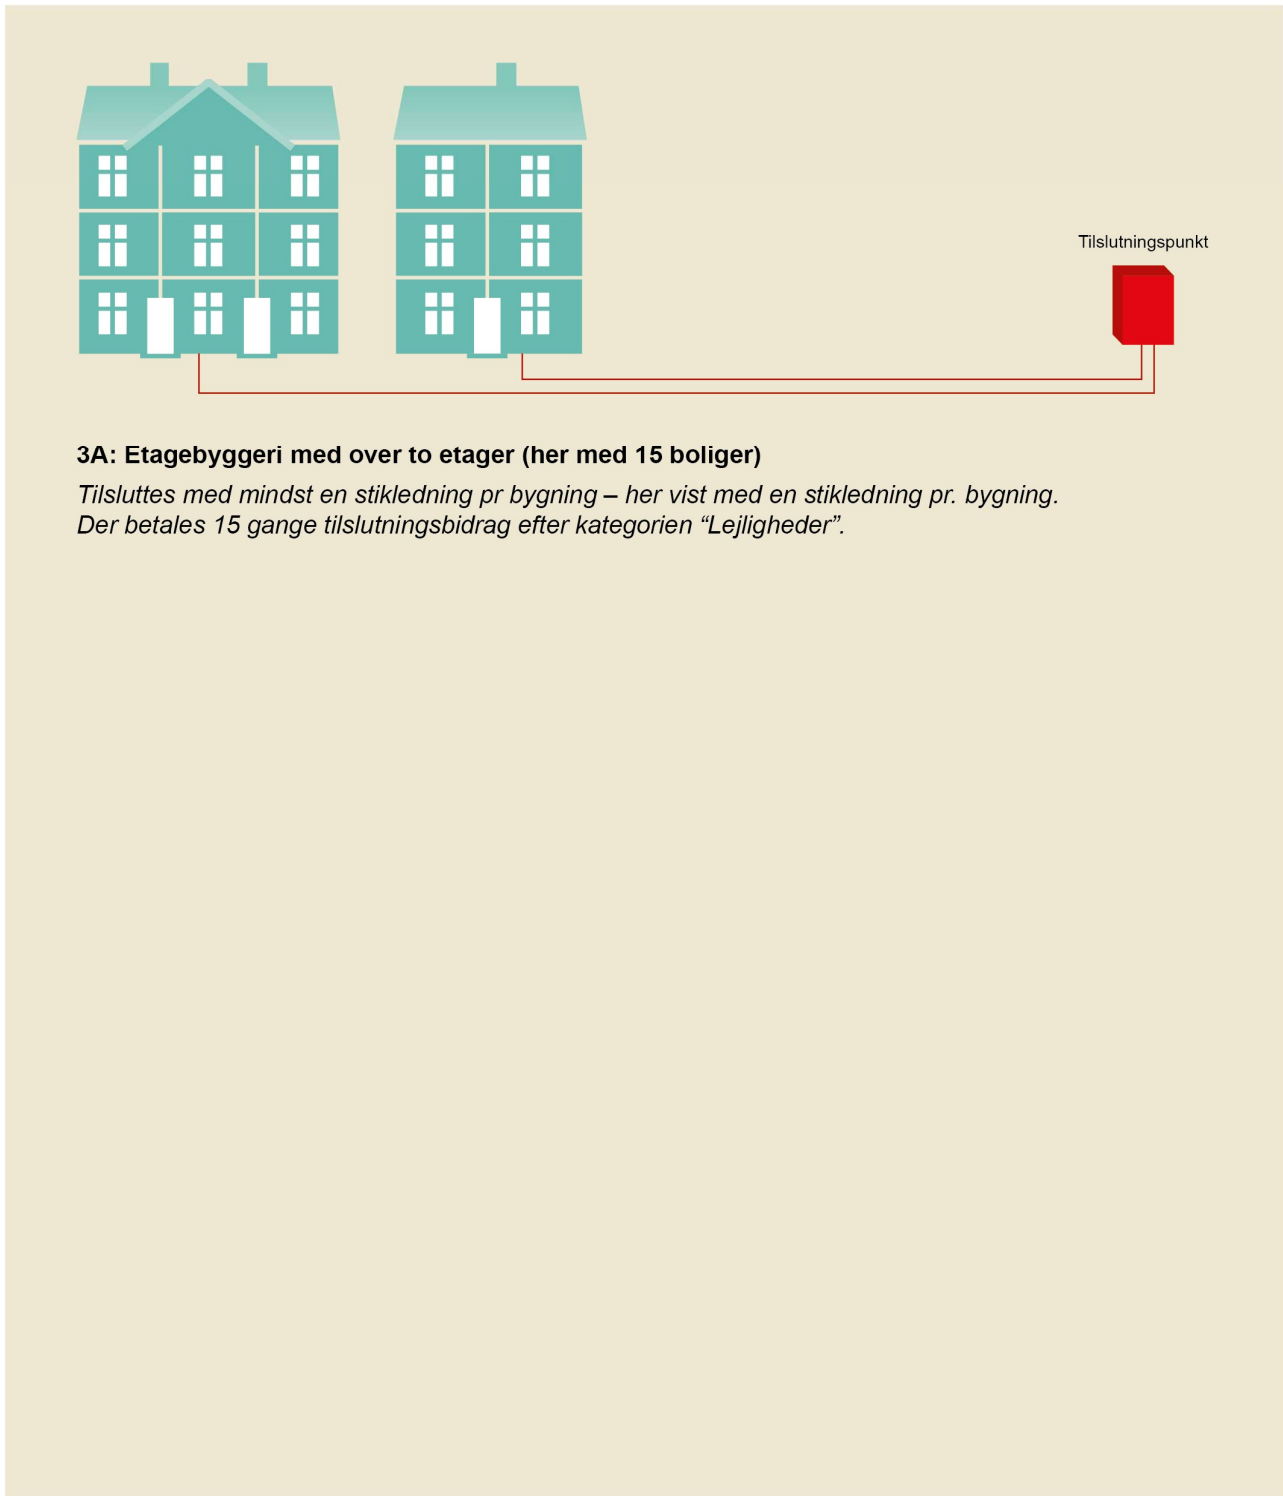 Tilslutningspunkt
3A: Etagebyggeri med over to etager (her med 15 boliger)
Tilsluttes med mindst en stikledning pr bygning – her vist med en stikledning pr. bygning.
Der betales 15 gange tilslutningsbidrag efter kategorien “Lejligheder”.